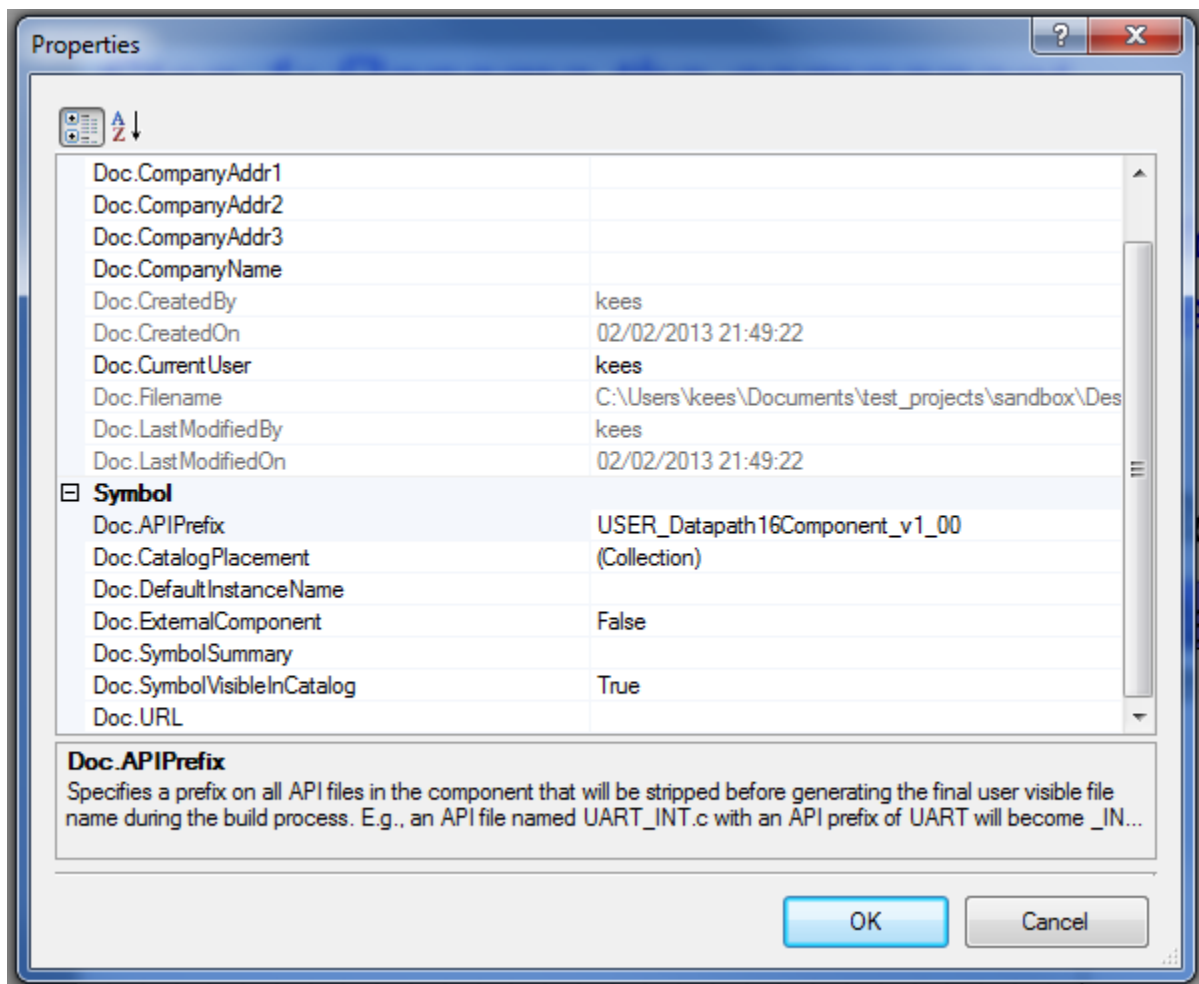 Properties
A
Z
Doc.CompanyAddr1
Doc.CompanyAddr2
Doc.CompanyAddr3
Doc.CompanyName
Doc.CreatedBy kees
Doc.CreatedOn 02/02/2013 21:49:22
Doc.CurrentUser kees
Doc.Filename C:\Users\kees\Documents\test_projects\sandbox\Des
Doc.LastModifiedBy kees
Doc.LastModifiedOn 02/02/2013 21:49:22
Symbol
Doc.APIPrefix USER_Datapath16Component_v1_00
Doc.CatalogPlacement (Collection)
Doc.DefaultInstanceName
Doc.ExternalComponent False
Doc.SymbolSummary
Doc.SymbolVisibleInCatalog True
Doc.URL
Doc.APIPrefix
Specifies a prefix on all API files in the component that will be stripped before generating the final user visible file
name during the build process. E.g., an API file named UART_INT.c with an API prefix of UART will become _IN...
OK Cancel